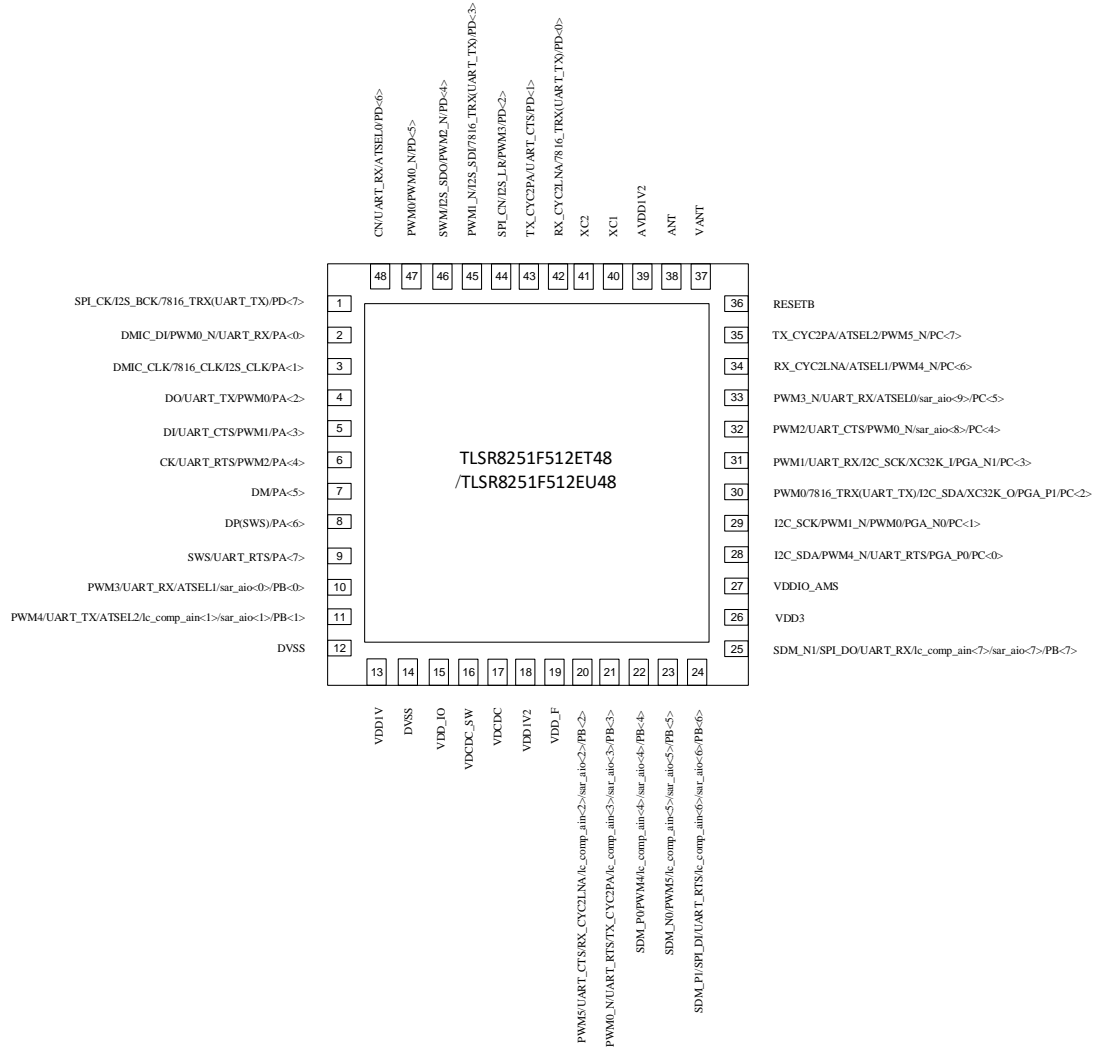 CN/UART_RX/ATSEL0/PD<6>
PWM0/PWM0_N/PD<5>
SWM/I2S_SDO/PWM2_N/PD<4>
PWM1_N/I2S_SDI/7816_TRX(UART_TX)/PD<3>
SPI_CN/I2S_LR/PWM3/PD<2>
TX_CYC2PA/UART_CTS/PD<1>
RX_CYC2LNA/7816_TRX(UART_TX)/PD<0>
XC2
XC1
AVDD1V2
ANT
VANT
48
47
46
45
44
43
42
41
40
39
38
37
SPI_CK/I2S_BCK/7816_TRX(UART_TX)/PD<7> 1
DMIC_DI/PWM0_N/UART_RX/PA<0> 2
DMIC_CLK/7816_CLK/I2S_CLK/PA<1> 3
DO/UART_TX/PWM0/PA<2> 4
DI/UART_CTS/PWM1/PA<3> 5
CK/UART_RTS/PWM2/PA<4> 6
DM/PA<5> 7
DP(SWS)/PA<6> 8
SWS/UART_RTS/PA<7> 9
PWM3/UART_RX/ATSEL1/sar_aio<0>/PB<0> 10
PWM4/UART_TX/ATSEL2/lc_comp_ain<1>/sar_aio<1>/PB<1> 11
DVSS 12
TLSR8251F512ET48
/TLSR8251F512EU48
36 RESETB
35 TX_CYC2PA/ATSEL2/PWM5_N/PC<7>
34 RX_CYC2LNA/ATSEL1/PWM4_N/PC<6>
33 PWM3_N/UART_RX/ATSEL0/sar_aio<9>/PC<5>
32 PWM2/UART_CTS/PWM0_N/sar_aio<8>/PC<4>
31 PWM1/UART_RX/I2C_SCK/XC32K_I/PGA_N1/PC<3>
30 PWM0/7816_TRX(UART_TX)/I2C_SDA/XC32K_O/PGA_P1/PC<2>
29 I2C_SCK/PWM1_N/PWM0/PGA_N0/PC<1>
28 I2C_SDA/PWM4_N/UART_RTS/PGA_P0/PC<0>
27 VDDIO_AMS
26 VDD3
25 SDM_N1/SPI_DO/UART_RX/lc_comp_ain<7>/sar_aio<7>/PB<7>
13
14
15
16
17
18
19
20
21
22
23
24
VDD1V
DVSS
VDD_IO
VDCDC_SW
VDCDC
VDD1V2
VDD_F
PWM5/UART_CTS/RX_CYC2LNA/lc_comp_ain<2>/sar_aio<2>/PB<2>
PWM0_N/UART_RTS/TX_CYC2PA/lc_comp_ain<3>/sar_aio<3>/PB<3>
SDM_P0/PWM4/lc_comp_ain<4>/sar_aio<4>/PB<4>
SDM_N0/PWM5/lc_comp_ain<5>/sar_aio<5>/PB<5>
SDM_P1/SPI_DI/UART_RTS/lc_comp_ain<6>/sar_aio<6>/PB<6>